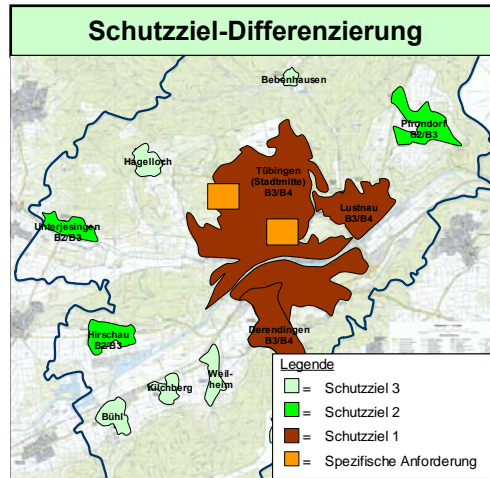 Schutzziel-Differenzierung
Bebenhausen
Pfrondorf
B2/B3
Hagelloch
Tübingen
(Stadtmitte)
B3/B4
Lustnau
B3/B4
Unterjesingen
B2/B3
Hirschau
B2/B3
Derendingen
B3/B4
Weil-
heim
Kilchberg
Bühl
Legende
= Schutzziel 3
= Schutzziel 2
= Schutzziel 1
= Spezifische Anforderung